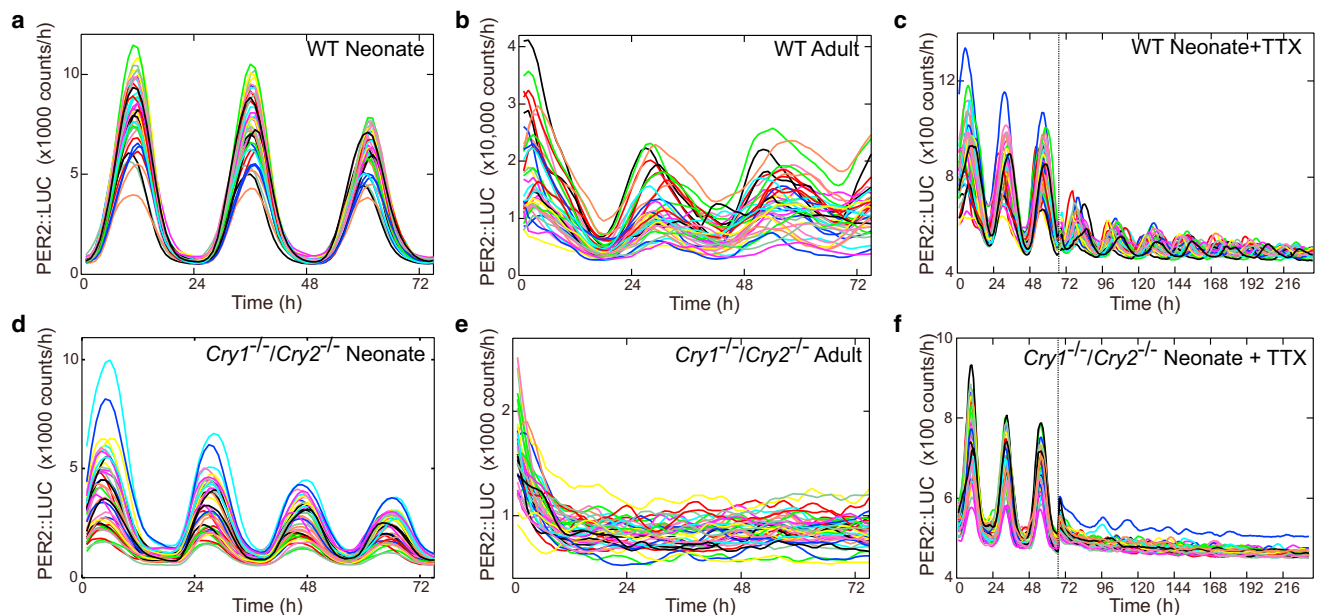 a
WT Neonate
PER2::LUC (x1000 counts/h)
10
5
0
0 24 48 72
Time (h)
b
WT Adult
PER2::LUC (x10,000 counts/h)
4
3
2
1
0
0 24 48 72
Time (h)
c
WT Neonate+TTX
PER2::LUC (x100 counts/h)
12
8
4
0 24 48 72 96 120 144 168 192 216
Time (h)
d
Cry1-/-/Cry2-/- Neonate
PER2::LUC (x1000 counts/h)
10
5
0
0 24 48 72
Time (h)
e
Cry1-/-/Cry2-/- Adult
PER2::LUC (x1000 counts/h)
2
1
0 24 48 72
Time (h)
f
Cry1-/-/Cry2-/- Neonate + TTX
PER2::LUC (x100 counts/h)
10
8
6
4
0 24 48 72 96 120 144 168 192 216
Time (h)